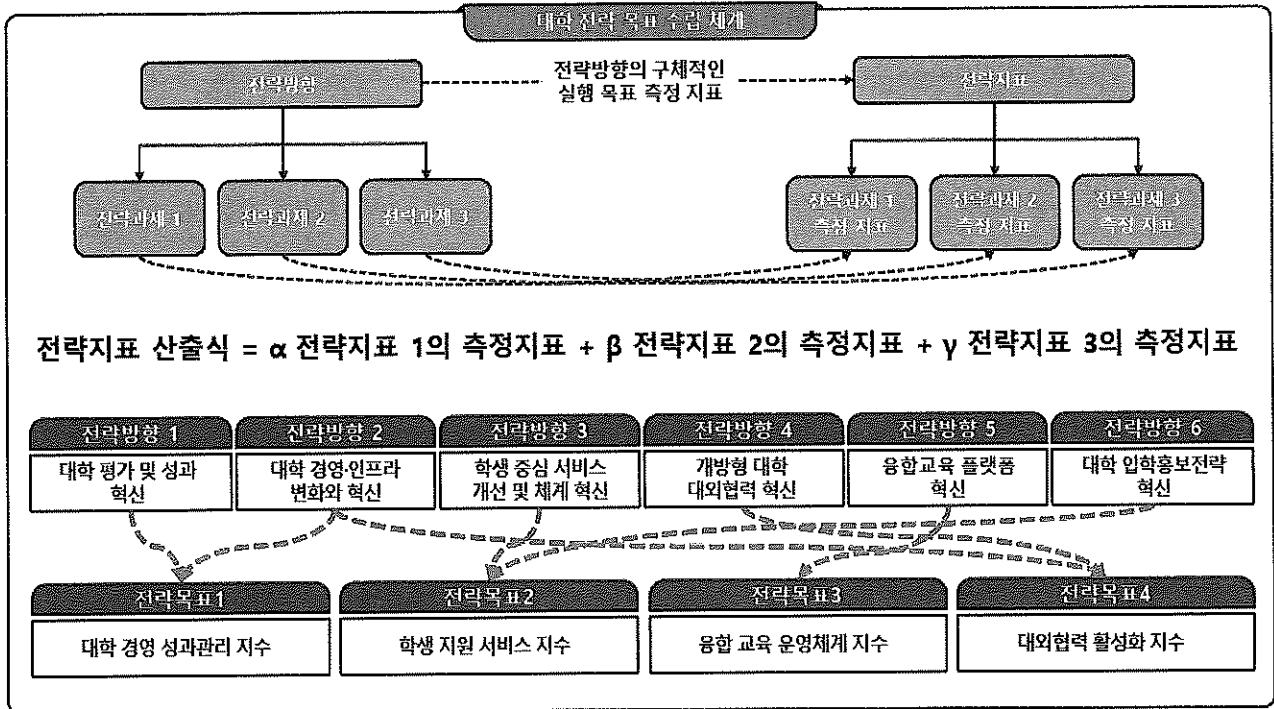 대학 전략 목표 수립 체계
전략방향
전략방향의 구체적인
실행 목표 측정 지표
전략지표
전략과제 1
전략과제 2
전략과제 3
전략과제 1
측정 지표
전략과제 2
측정 지표
전략과제 3
측정 지표
전략지표 산출식 = α 전략지표 1의 측정지표 + β 전략지표 2의 측정지표 + γ 전략지표 3의 측정지표
전략방향 1
대학 평가 및 성과
혁신
전략방향 2
대학 경영·인프라
변화와 혁신
전략방향 3
학생 중심 서비스
개선 및 체계 혁신
전략방향 4
개방형 대학
대외협력 혁신
전략방향 5
융합교육 플랫폼
혁신
전략방향 6
대학 입학홍보전략
혁신
전략목표1
대학 경영 성과관리 지수
전략목표2
학생 지원 서비스 지수
전략목표3
융합 교육 운영체계 지수
전략목표4
대외협력 활성화 지수